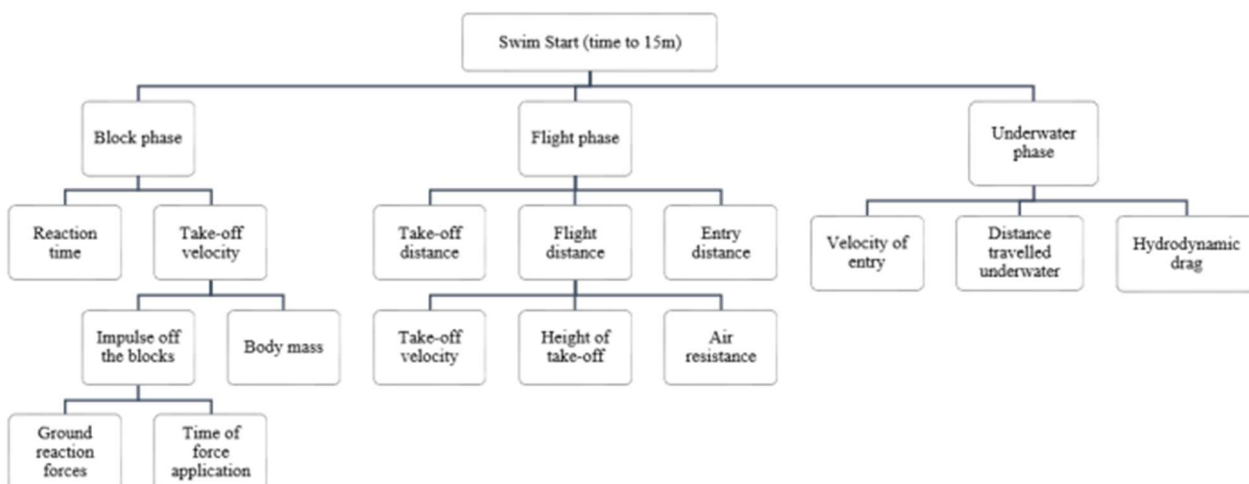 Swim Start (time to 15m)
Block phase
Flight phase
Underwater
phase
Reaction
time
Take-off
velocity
Take-off
distance
Flight
distance
Entry
distance
Velocity of
entry
Distance
travelled
underwater
Hydrodynamic
drag
Impulse off
the blocks
Body mass
Take-off
velocity
Height of
take-off
Air
resistance
Ground
reaction
forces
Time of
force
application